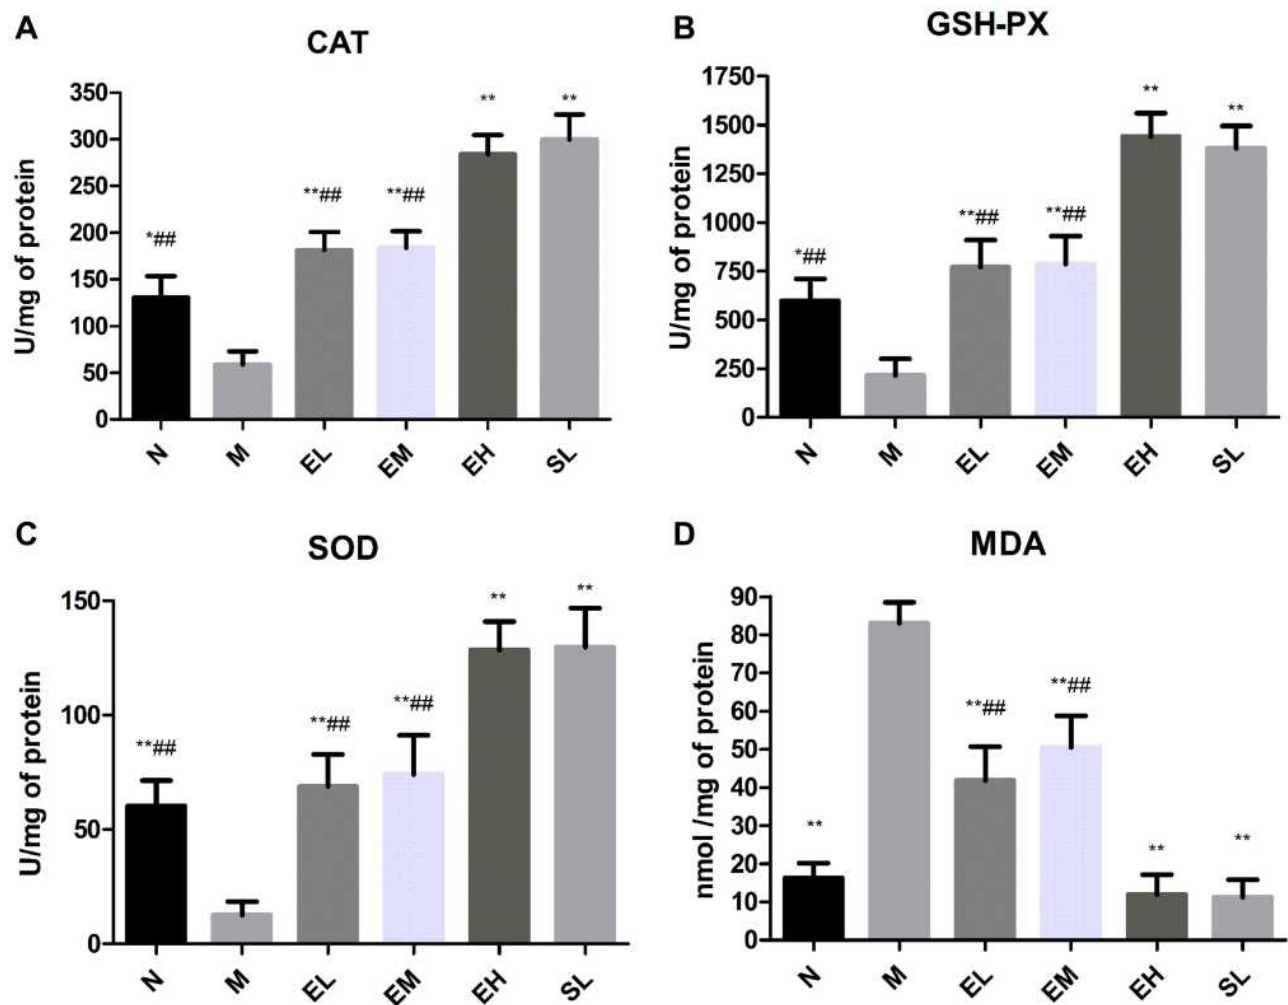 A
CAT
U/mg of protein
350
300
250
200
150
100
50
0
*##
**##
**##
**
**
N
M
EL
EM
EH
SL
B
GSH-PX
U/mg of protein
1750
1500
1250
1000
750
500
250
0
*##
**##
**##
**
**
N
M
EL
EM
EH
SL
C
SOD
U/mg of protein
150
100
50
0
**##
**##
**##
**
**
N
M
EL
EM
EH
SL
D
MDA
nmol /mg of protein
90
80
70
60
50
40
30
20
10
0
**
**##
**##
**
**
N
M
EL
EM
EH
SL